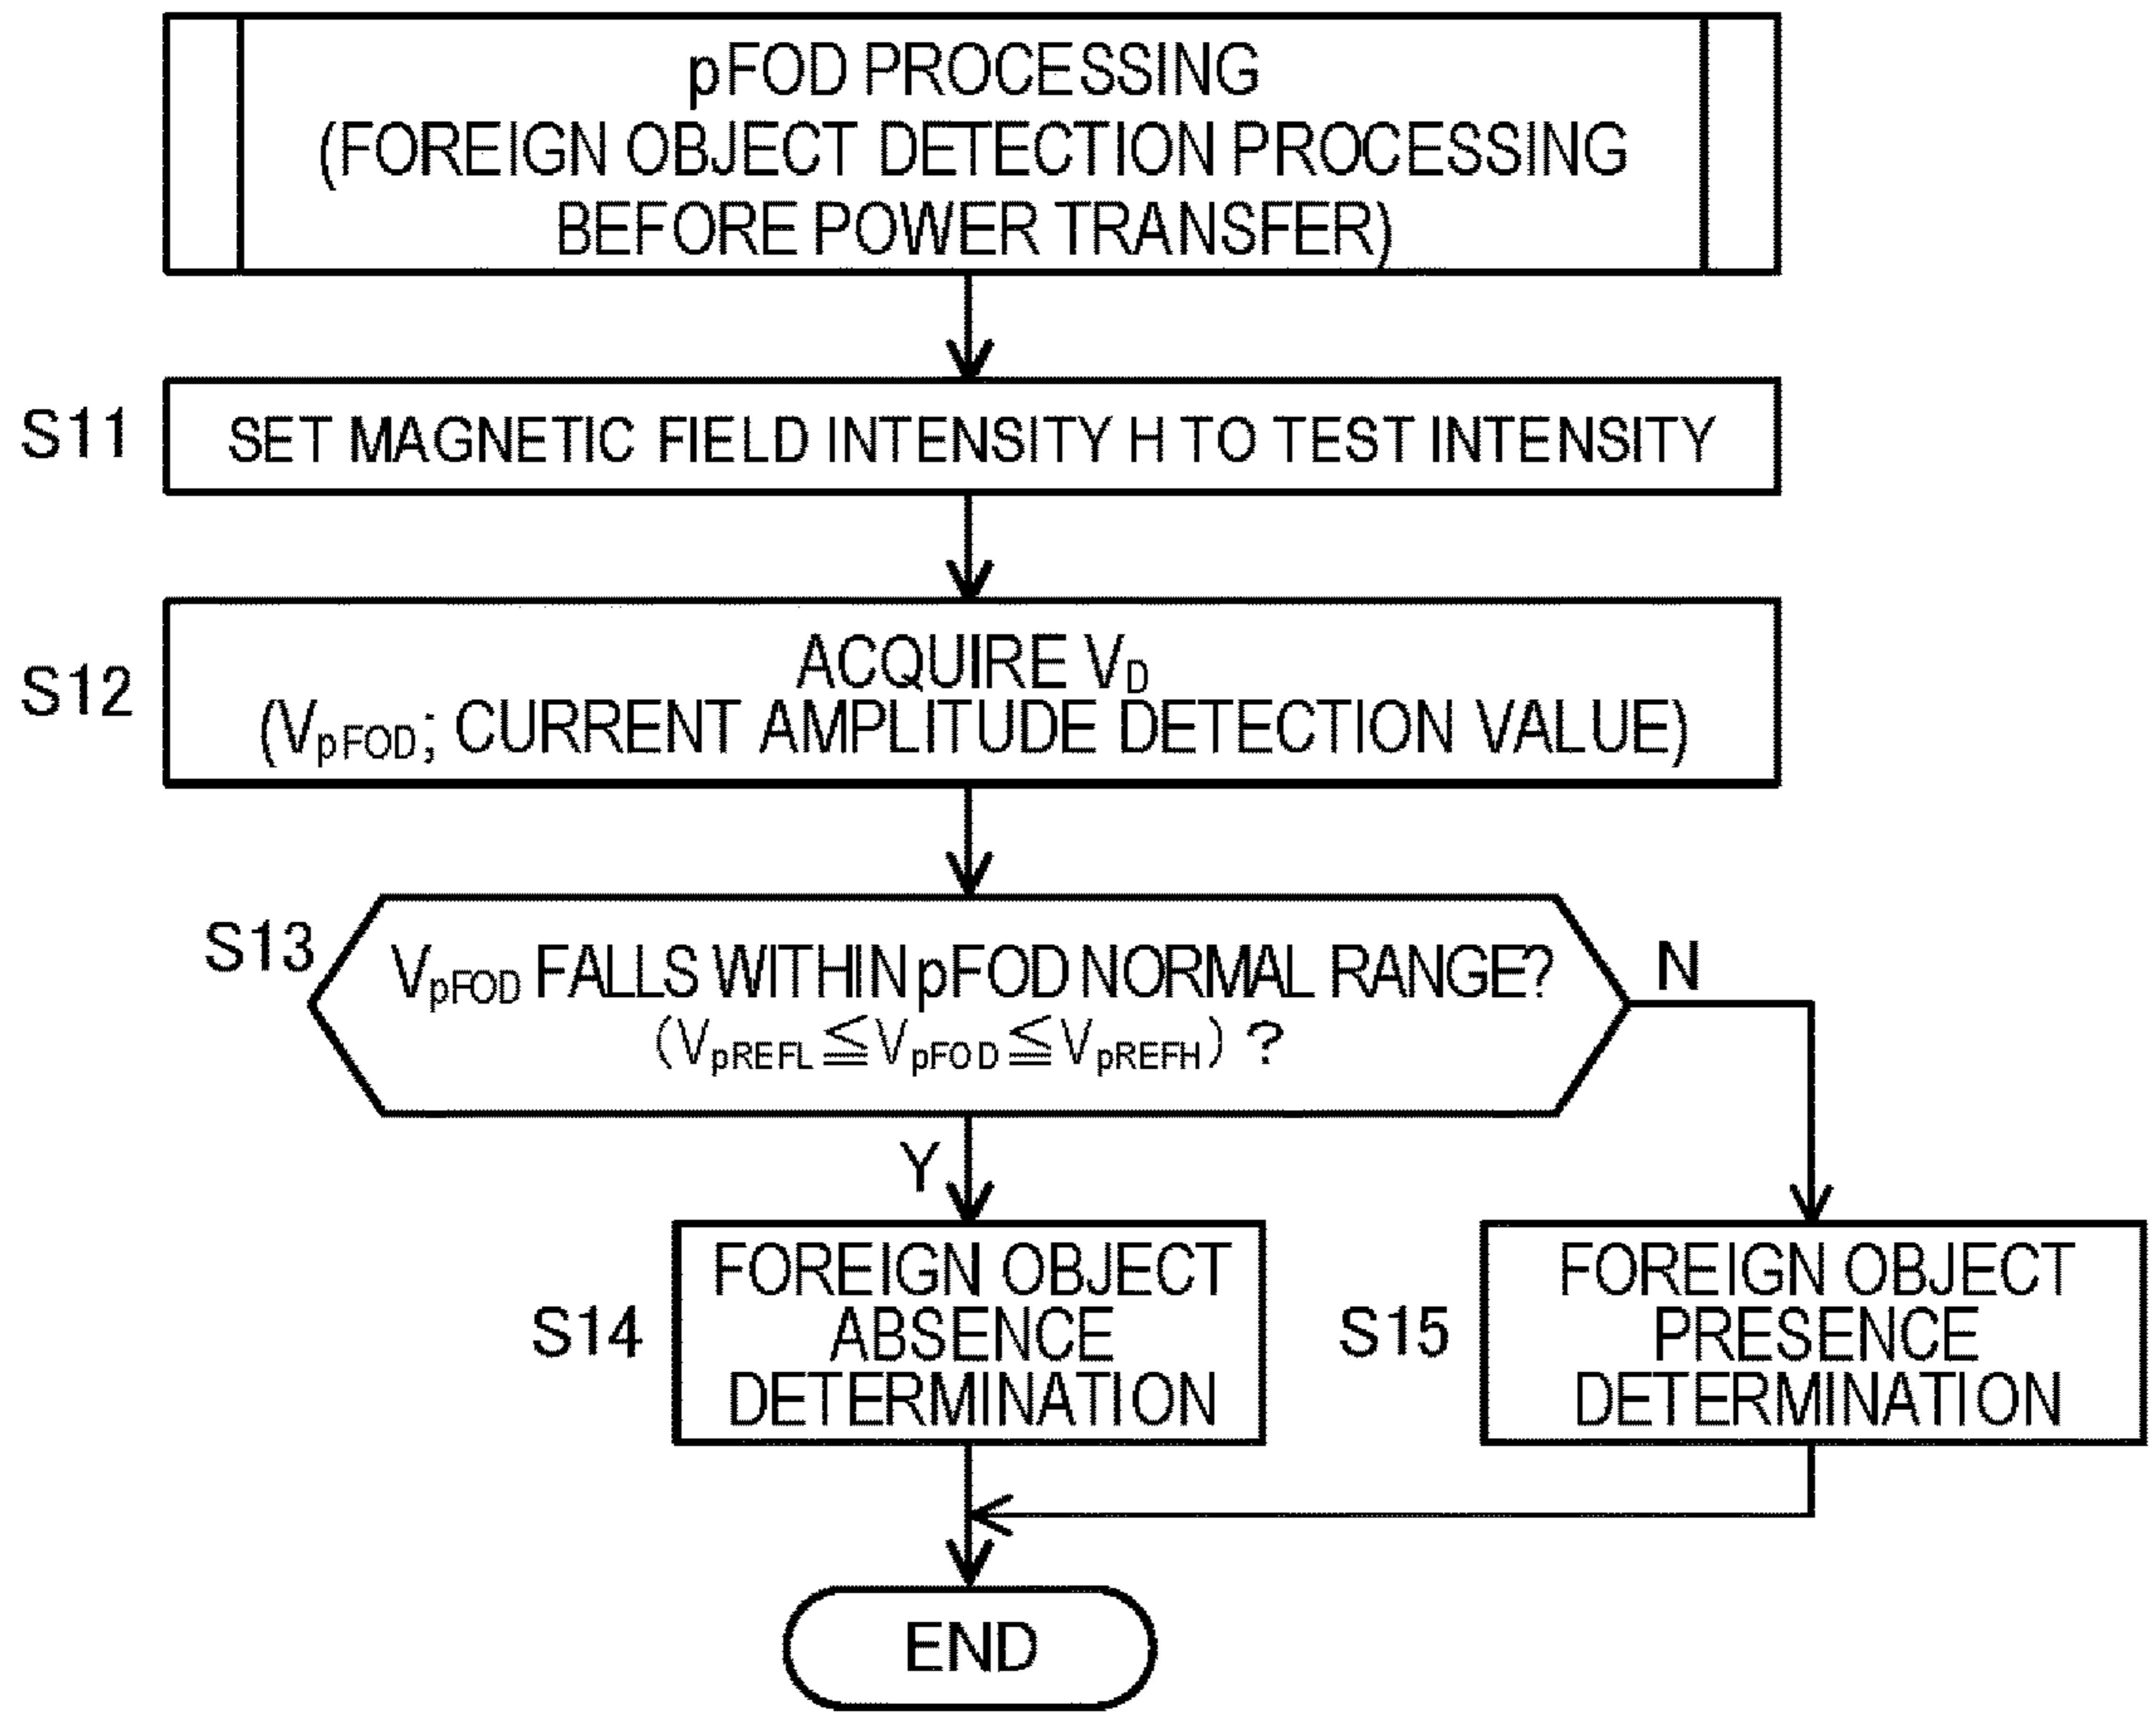 pFOD PROCESSING
(FOREIGN OBJECT DETECTION PROCESSING
BEFORE POWER TRANSFER)
S11
SET MAGNETIC FIELD INTENSITY H TO TEST INTENSITY
S12
ACQUIRE VD
(VpFOD; CURRENT AMPLITUDE DETECTION VALUE)
S13
VpFOD FALLS WITHIN pFOD NORMAL RANGE?
(VpREFL≦VpFOD≦VpREFH) ?
N
Y
S14
FOREIGN OBJECT
ABSENCE
DETERMINATION
S15
FOREIGN OBJECT
PRESENCE
DETERMINATION
END